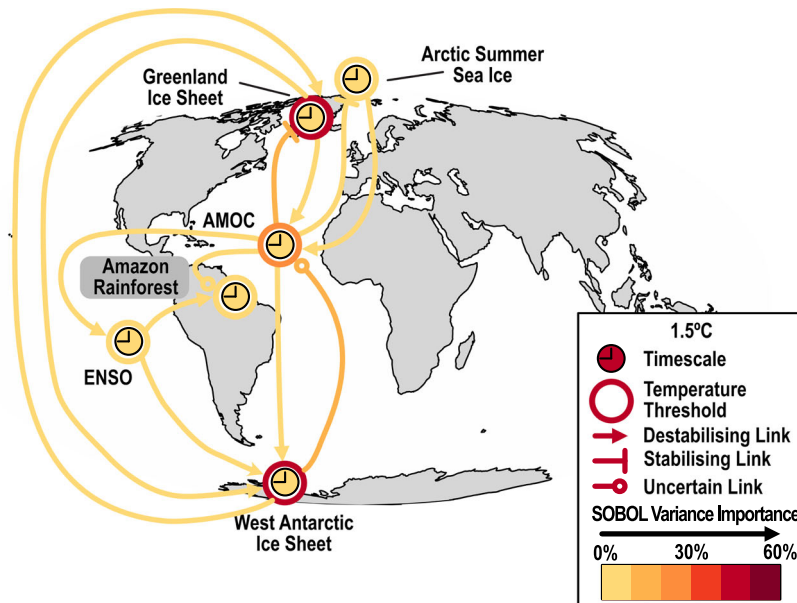 Arctic Summer
Sea Ice
Greenland
Ice Sheet
AMOC
Amazon
Rainforest
ENSO
West Antarctic
Ice Sheet
1.5ºC
Timescale
Temperature
Threshold
Destabilising Link
Stabilising Link
Uncertain Link
SOBOL Variance Importance
0% 30% 60%